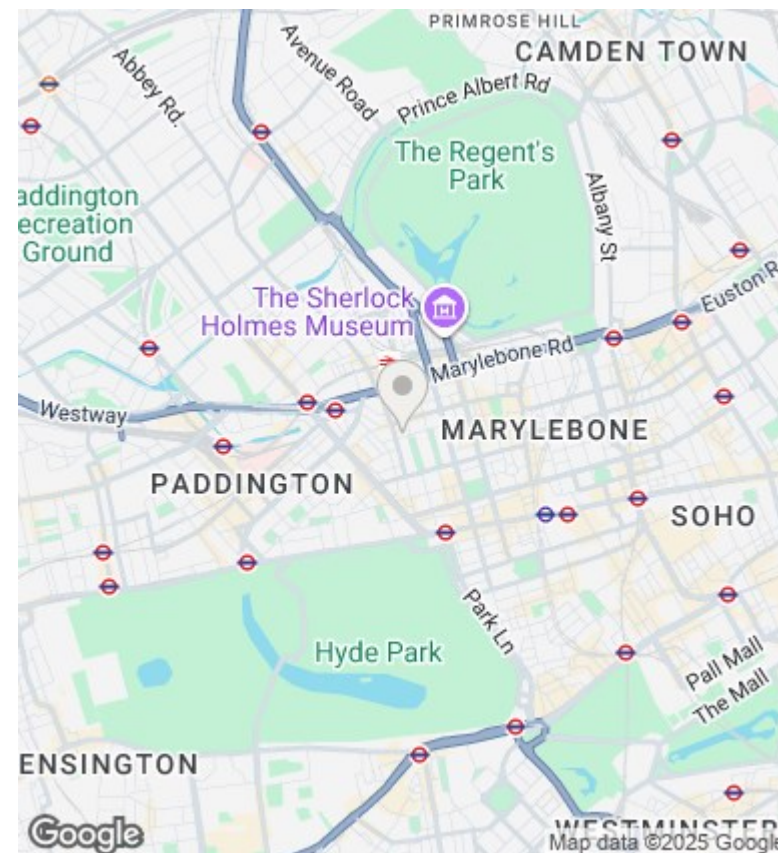 PRIMROSE HILL
CAMDEN TOWN
Abbey Rd.
Avenue Road
Prince Albert Rd
The Regent's
Park
Albany St
addington
ecreation
Ground
The Sherlock
Holmes Museum
Euston R
Marylebone Rd
Westway
MARYLEBONE
PADDINGTON
SOHO
Park Ln
Hyde Park
Pall Mall
The Mall
ENSINGTON
WESTMINSTER
Google
Map data ©2025 Google